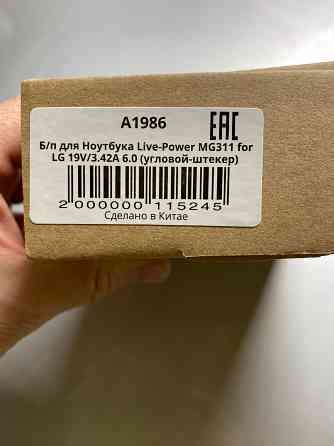 A1986
EAC
Б/п для Ноутбука Live-Power MG311 for
LG 19V/3.42A 6.0 (угловой-штекер)
2 000000 115245
Сделано в Китае